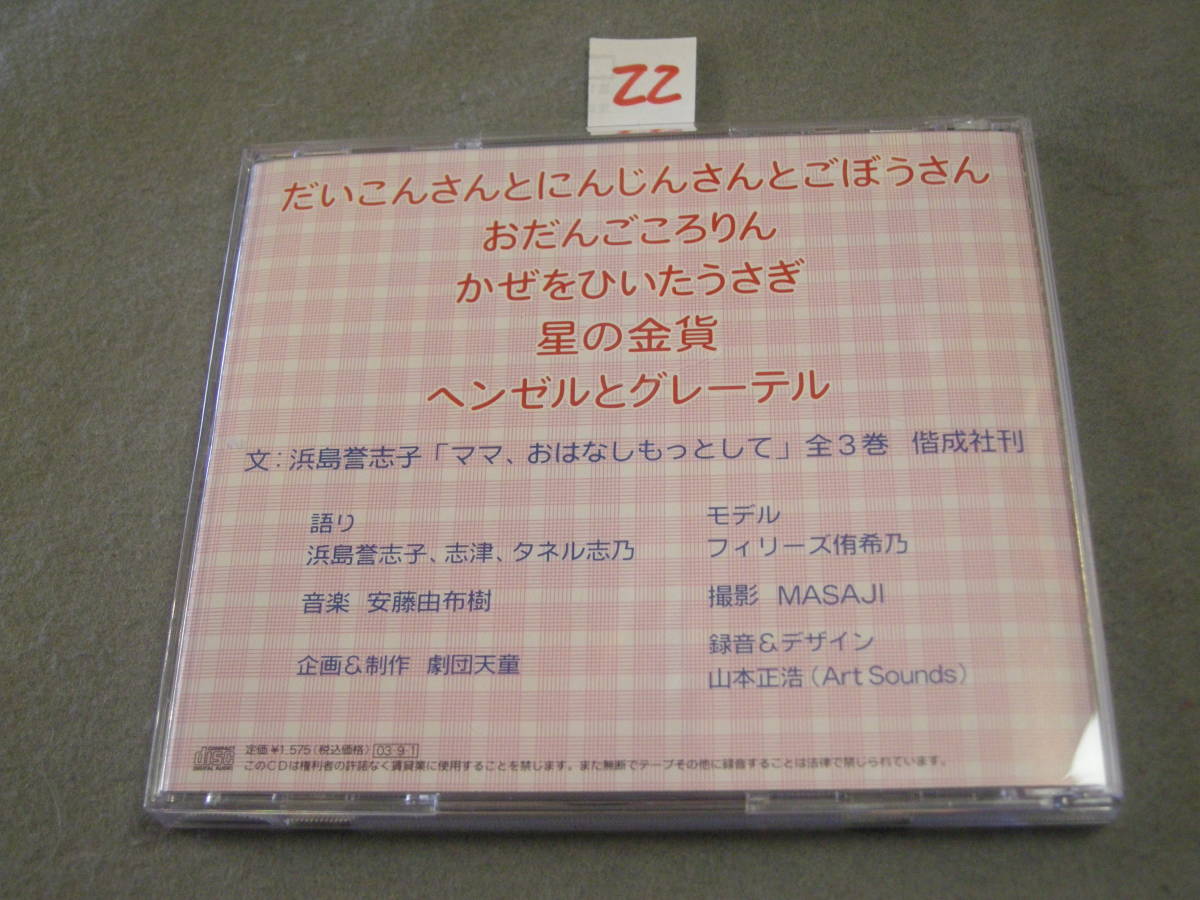 ZZ
だいこんさんとにんじんさんとごぼうさん
おだんごころりん
かぜをひいたうさぎ
星の金貨
ヘンゼルとグレーテル
文:浜島誉志子「ママ、おはなしもっとして」全3巻 偕成社刊
語り
浜島誉志子、志津、タネル志乃
音楽 安藤由布樹
企画&制作 劇団天童
モデル
フィリーズ侑希乃
撮影 MASAJI
録音&デザイン
山本正浩(Art Sounds)
COMPACT
disc
DIGITAL AUDIO
定価¥1,575(税込価格) 03・9・1
このCDは権利者の許諾なく賃貸業に使用することを禁じます。また無断でテープその他に録音することは法律で禁じられています。